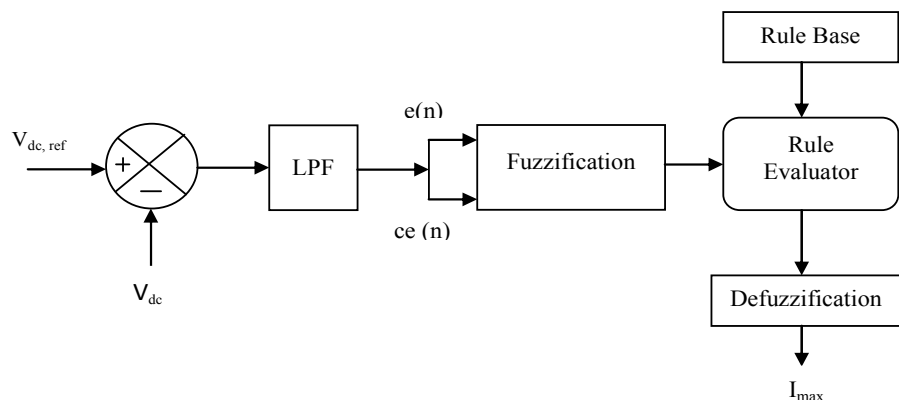 Rule Base
e(n)
V_dc, ref
+
LPF
Fuzzification
Rule
Evaluator
−
ce (n)
V_dc
Defuzzification
I_max